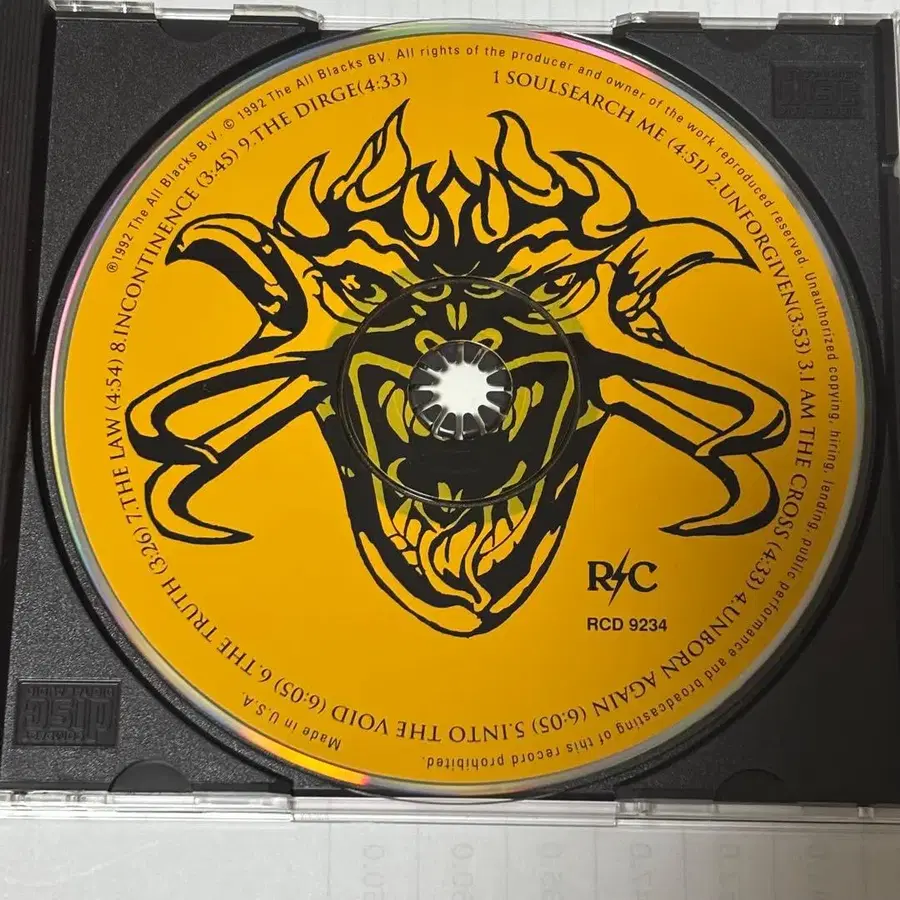 ℗1992 The All Blacks B.V. © 1992 The All Blacks BV. All rights of the producer and owner of the work reproduced reserved. Unauthorized copying, hiring, lending, public performance and broadcasting of this record prohibited.
Made in U.S.A.
1 SOULSEARCH ME (4:51) 2.UNFORGIVEN(3:53) 3.I AM THE CROSS (4:33) 4.UNBORN AGAIN (6:05) 5.INTO THE VOID (6:05) 6.THE TRUTH (3:26) 7.THE LAW (4:54) 8.INCONTINENCE (3:45) 9.THE DIRGE(4:33)
R C
RCD 9234
COMPACT
disc
DIGITAL AUDIO